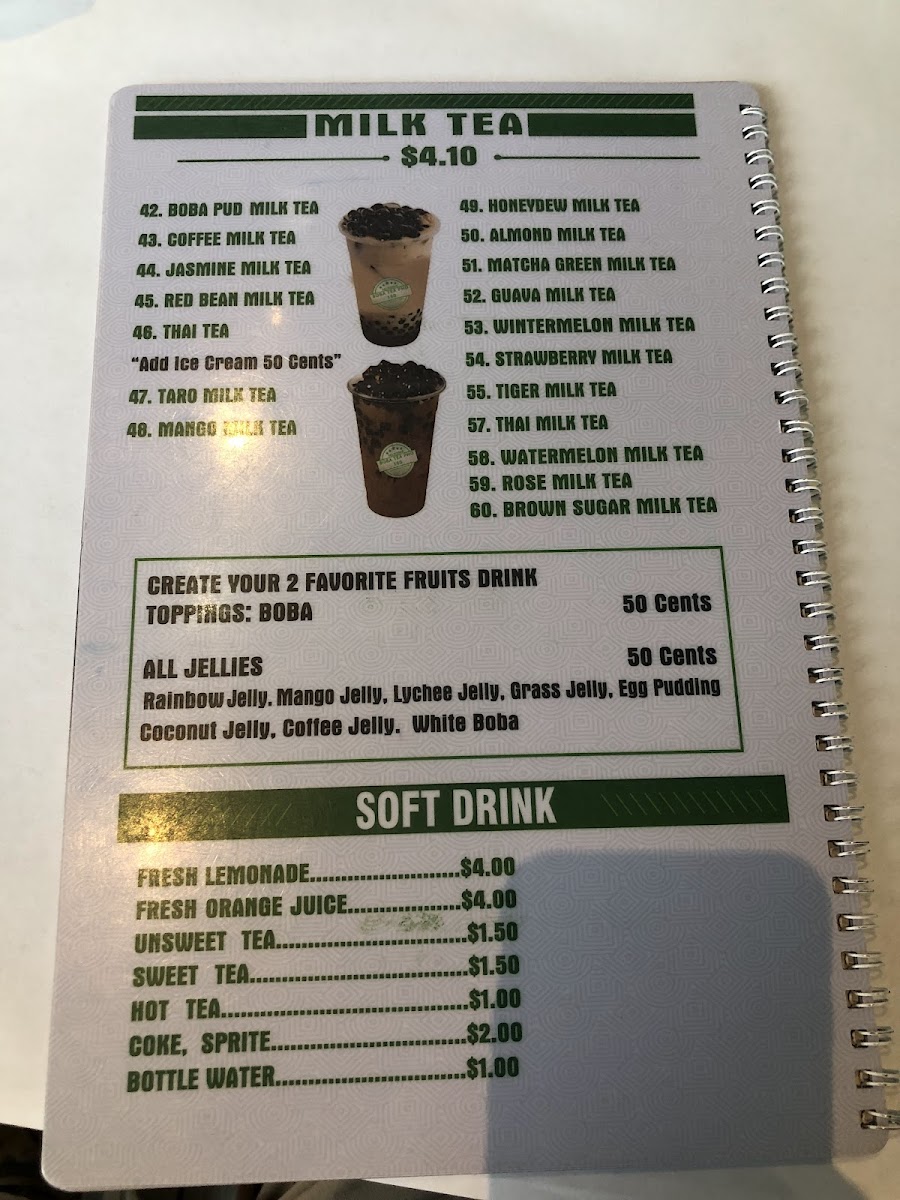 MILK TEA
$4.10
42. BOBA PUD MILK TEA
43. COFFEE MILK TEA
44. JASMINE MILK TEA
45. RED BEAN MILK TEA
46. THAI TEA
"Add Ice Cream 50 Cents"
47. TARO MILK TEA
48. MANGO MILK TEA
49. HONEYDEW MILK TEA
50. ALMOND MILK TEA
51. MATCHA GREEN MILK TEA
52. GUAVA MILK TEA
53. WINTERMELON MILK TEA
54. STRAWBERRY MILK TEA
55. TIGER MILK TEA
57. THAI MILK TEA
58. WATERMELON MILK TEA
59. ROSE MILK TEA
60. BROWN SUGAR MILK TEA
CREATE YOUR 2 FAVORITE FRUITS DRINK
TOPPINGS: BOBA 50 Cents
ALL JELLIES 50 Cents
Rainbow Jelly. Mango Jelly, Lychee Jelly, Grass Jelly, Egg Pudding
Coconut Jelly, Coffee Jelly. White Boba
SOFT DRINK
FRESH LEMONADE..........................$4.00
FRESH ORANGE JUICE....................$4.00
UNSWEET TEA.................................$1.50
SWEET TEA......................................$1.50
HOT TEA...........................................$1.00
COKE, SPRITE..................................$2.00
BOTTLE WATER.................................$1.00